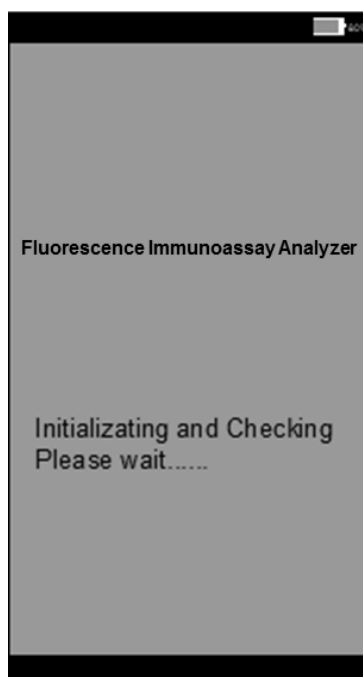 Fluorescence Immunoassay Analyzer
Initializating and Checking
Please wait......